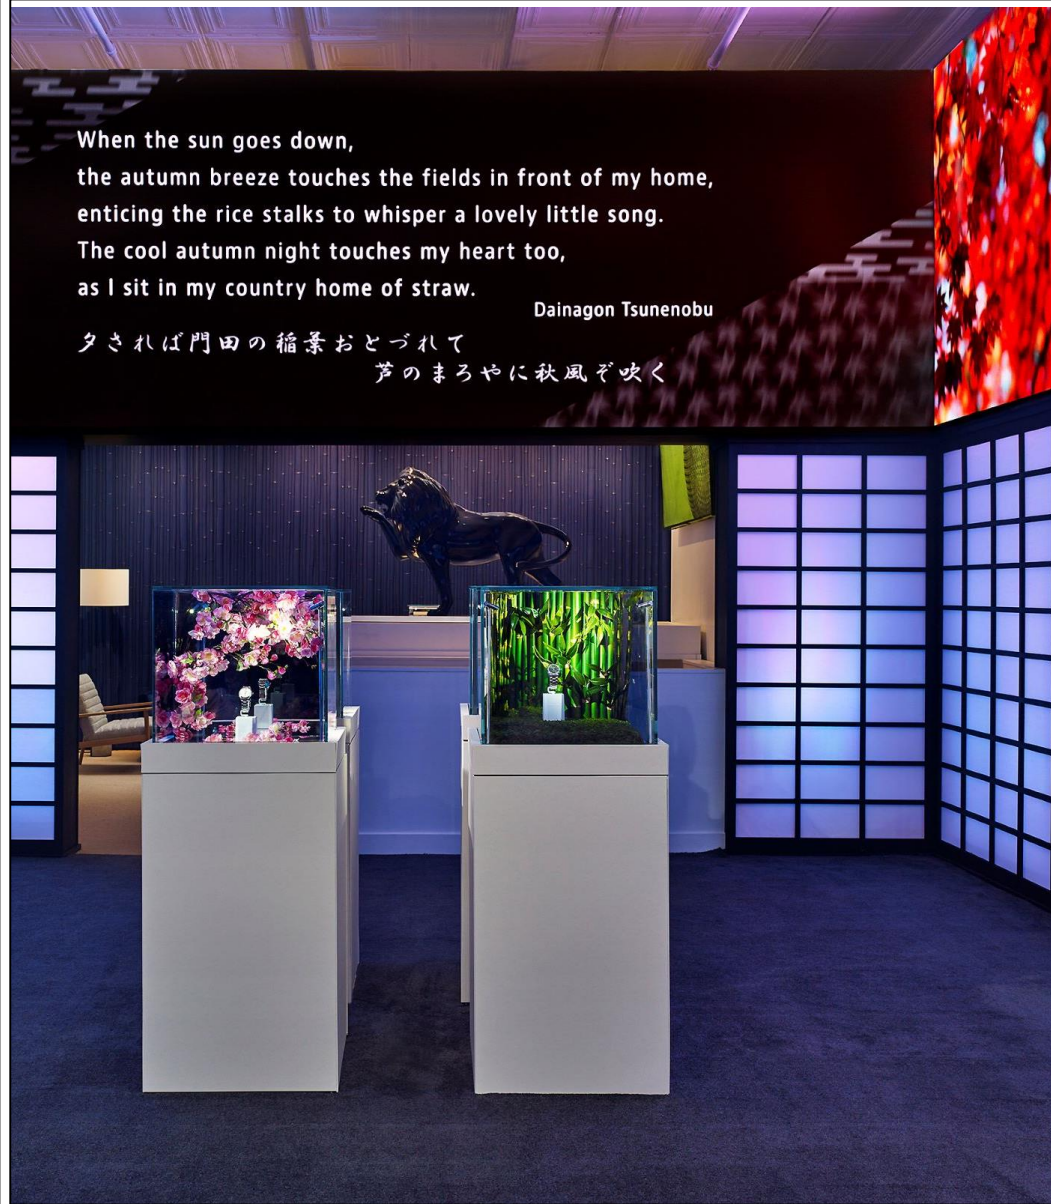 When the sun goes down,
the autumn breeze touches the fields in front of my home,
enticing the rice stalks to whisper a lovely little song.
The cool autumn night touches my heart too,
as I sit in my country home of straw.
Dainagon Tsunenobu
夕されば門田の稲葉おとづれて
芦のまろやに秋風ぞ吹く